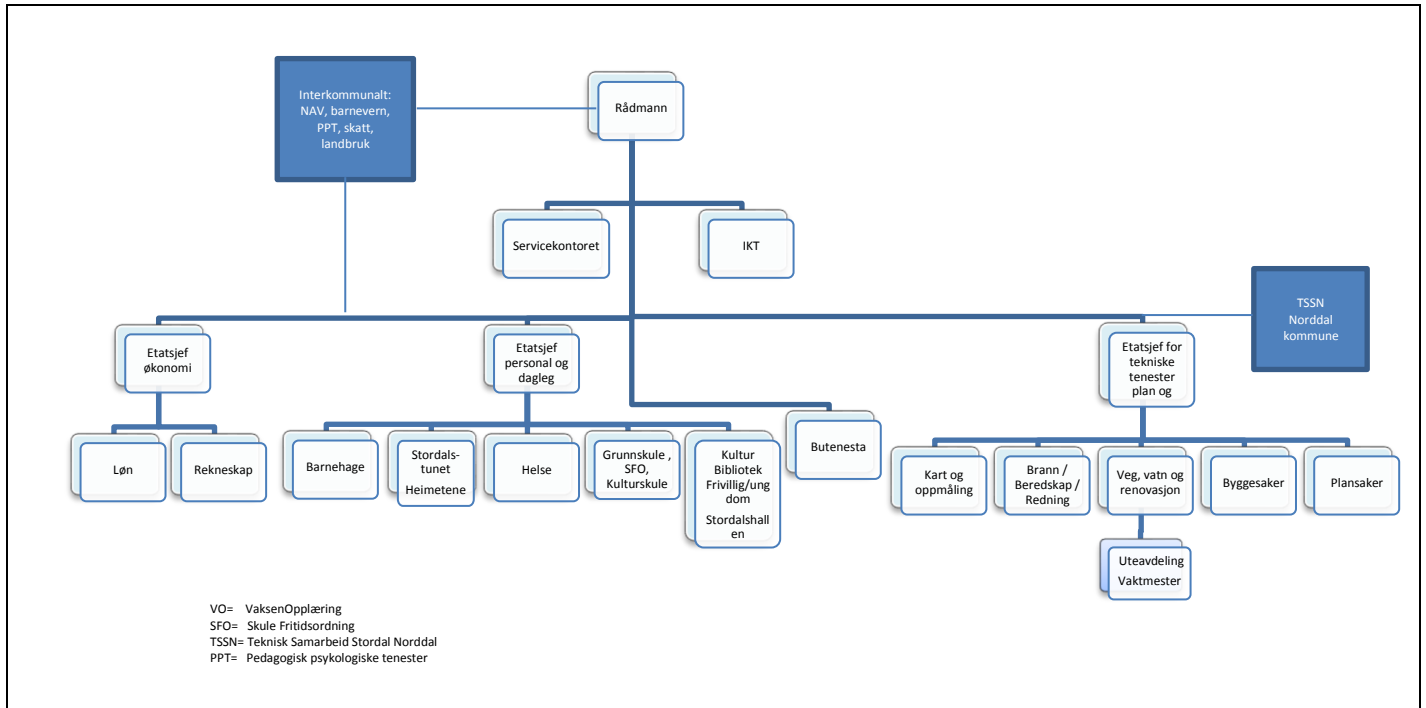 Interkommunalt:
NAV, barnevern,
PPT, skatt,
landbruk
Rådmann
Servicekontoret
IKT
TSSN
Norddal
kommune
Etatsjef
økonomi
Etatsjef
personal og
dagleg
Etatsjef for
tekniske
tenester
plan og
Løn
Rekneskap
Barnehage
Stordals-
tunet
Heimetene
Helse
Grunnskule ,
SFO,
Kulturskule
Kultur
Bibliotek
Frivillig/ung
dom
Stordalshall
en
Butenesta
Kart og
oppmåling
Brann /
Beredskap /
Redning
Veg, vatn og
renovasjon
Byggesaker
Plansaker
Uteavdeling
Vaktmester
VO= VaksenOpplæring
SFO= Skule Fritidsordning
TSSN= Teknisk Samarbeid Stordal Norddal
PPT= Pedagogisk psykologiske tenester